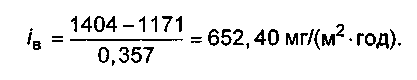 iв = 1404 – 1171 / 0,357 = 652,40 мг/(м²·год).